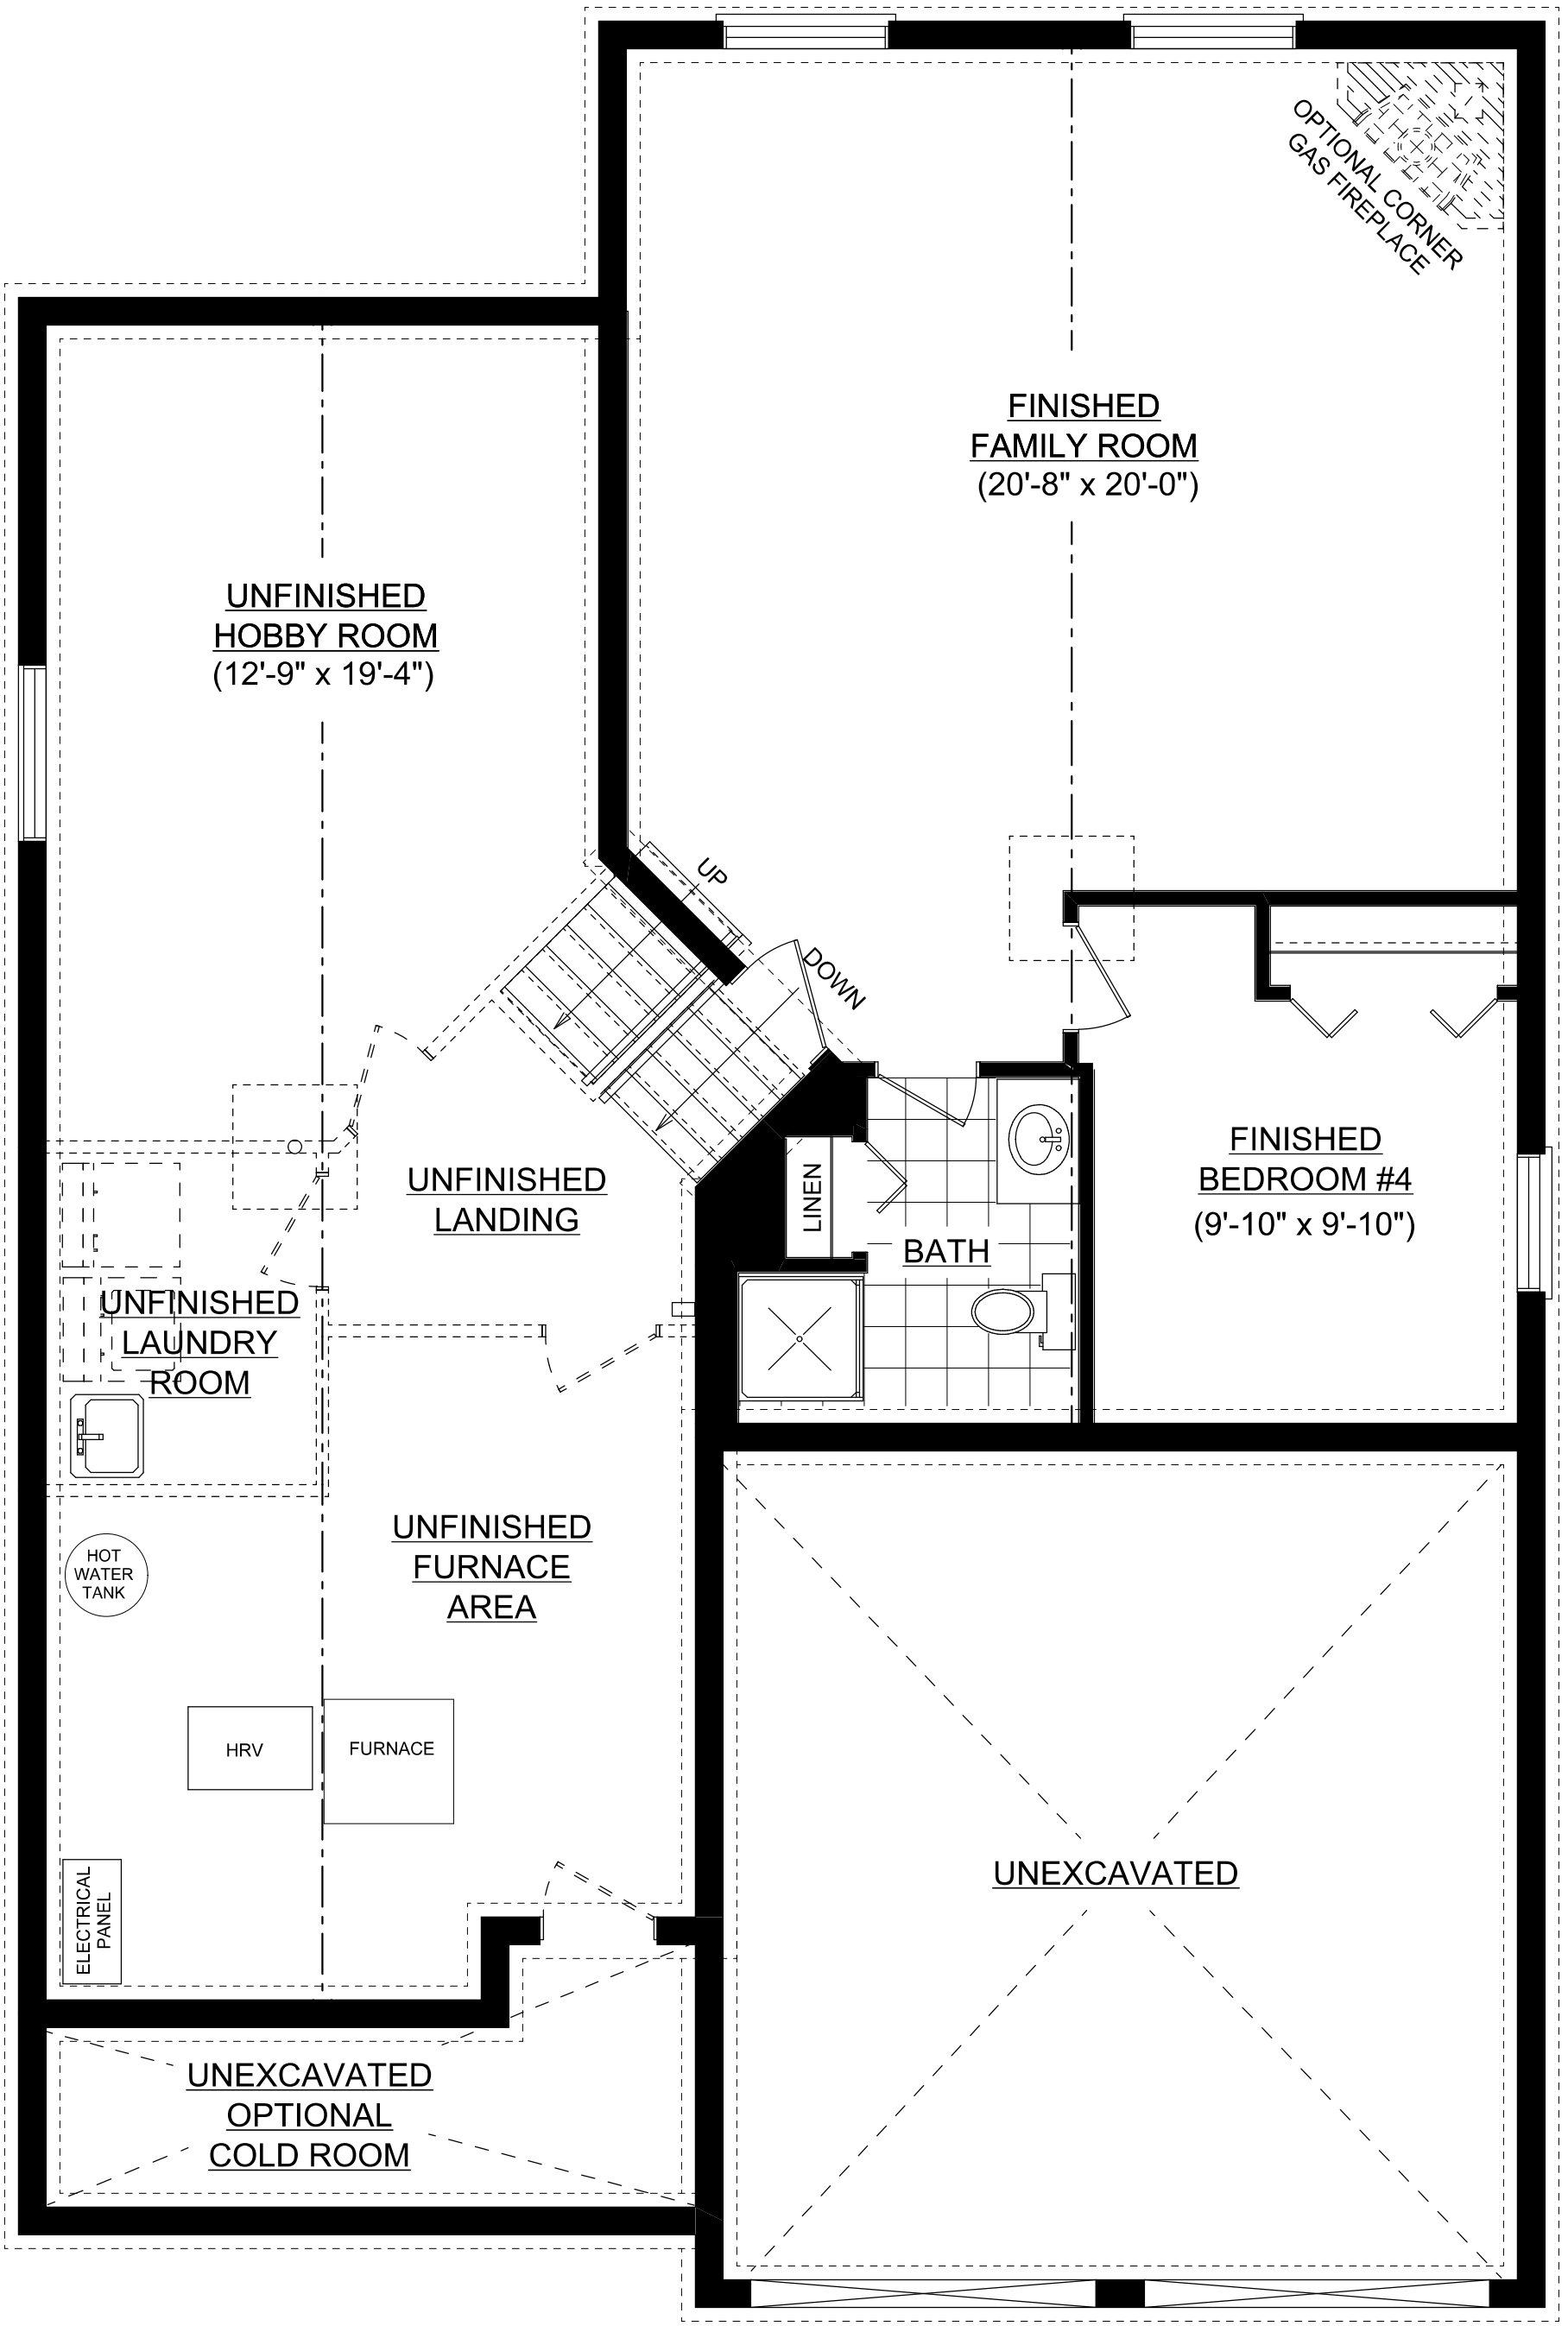 OPTIONAL CORNER
GAS FIREPLACE
FINISHED
FAMILY ROOM
(20'-8" x 20'-0")
UNFINISHED
HOBBY ROOM
(12'-9" x 19'-4")
UP
DOWN
UNFINISHED
LANDING
LINEN
BATH
FINISHED
BEDROOM #4
(9'-10" x 9'-10")
UNFINISHED
LAUNDRY
ROOM
HOT
WATER
TANK
UNFINISHED
FURNACE
AREA
HRV
FURNACE
ELECTRICAL
PANEL
UNEXCAVATED
UNEXCAVATED
OPTIONAL
COLD ROOM